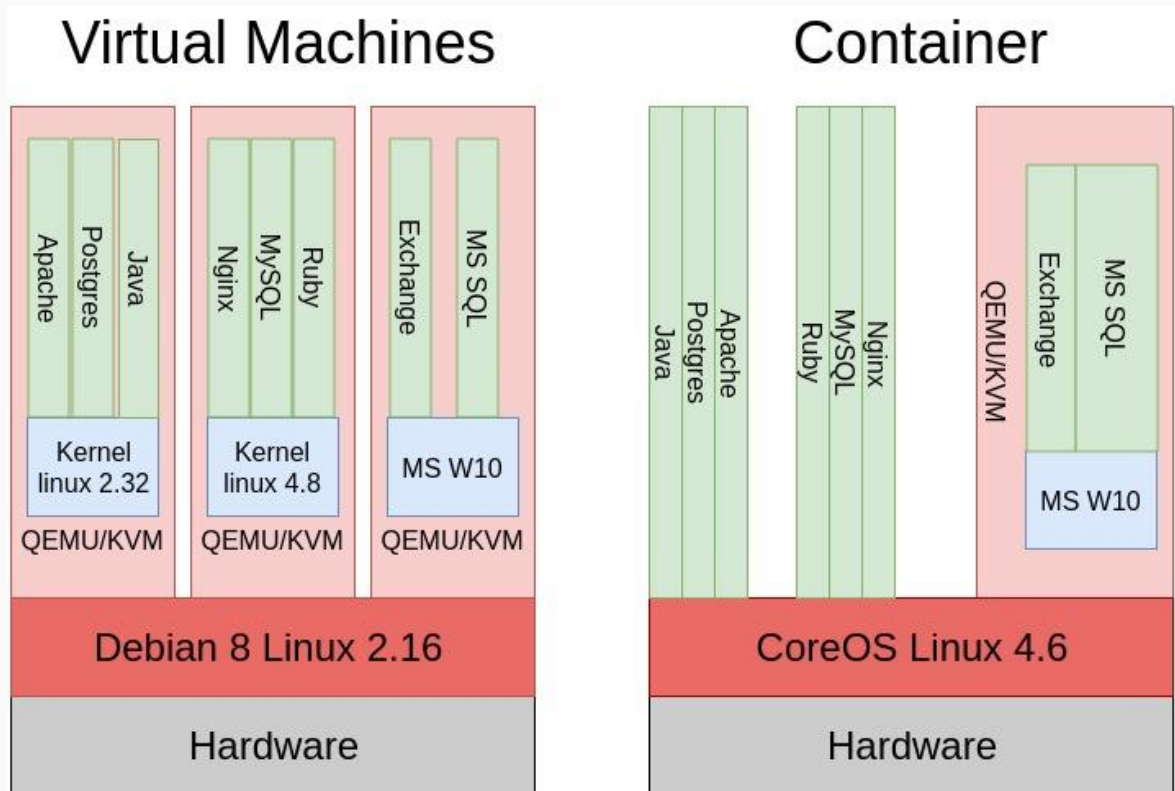 Virtual Machines
Apache
Postgres
Java
Kernel
linux 2.32
QEMU/KVM
Nginx
MySQL
Ruby
Kernel
linux 4.8
QEMU/KVM
Exchange
MS SQL
MS W10
QEMU/KVM
Debian 8 Linux 2.16
Hardware
Container
Java
Postgres
Apache
Ruby
MySQL
Nginx
QEMU/KVM
Exchange
MS SQL
MS W10
CoreOS Linux 4.6
Hardware